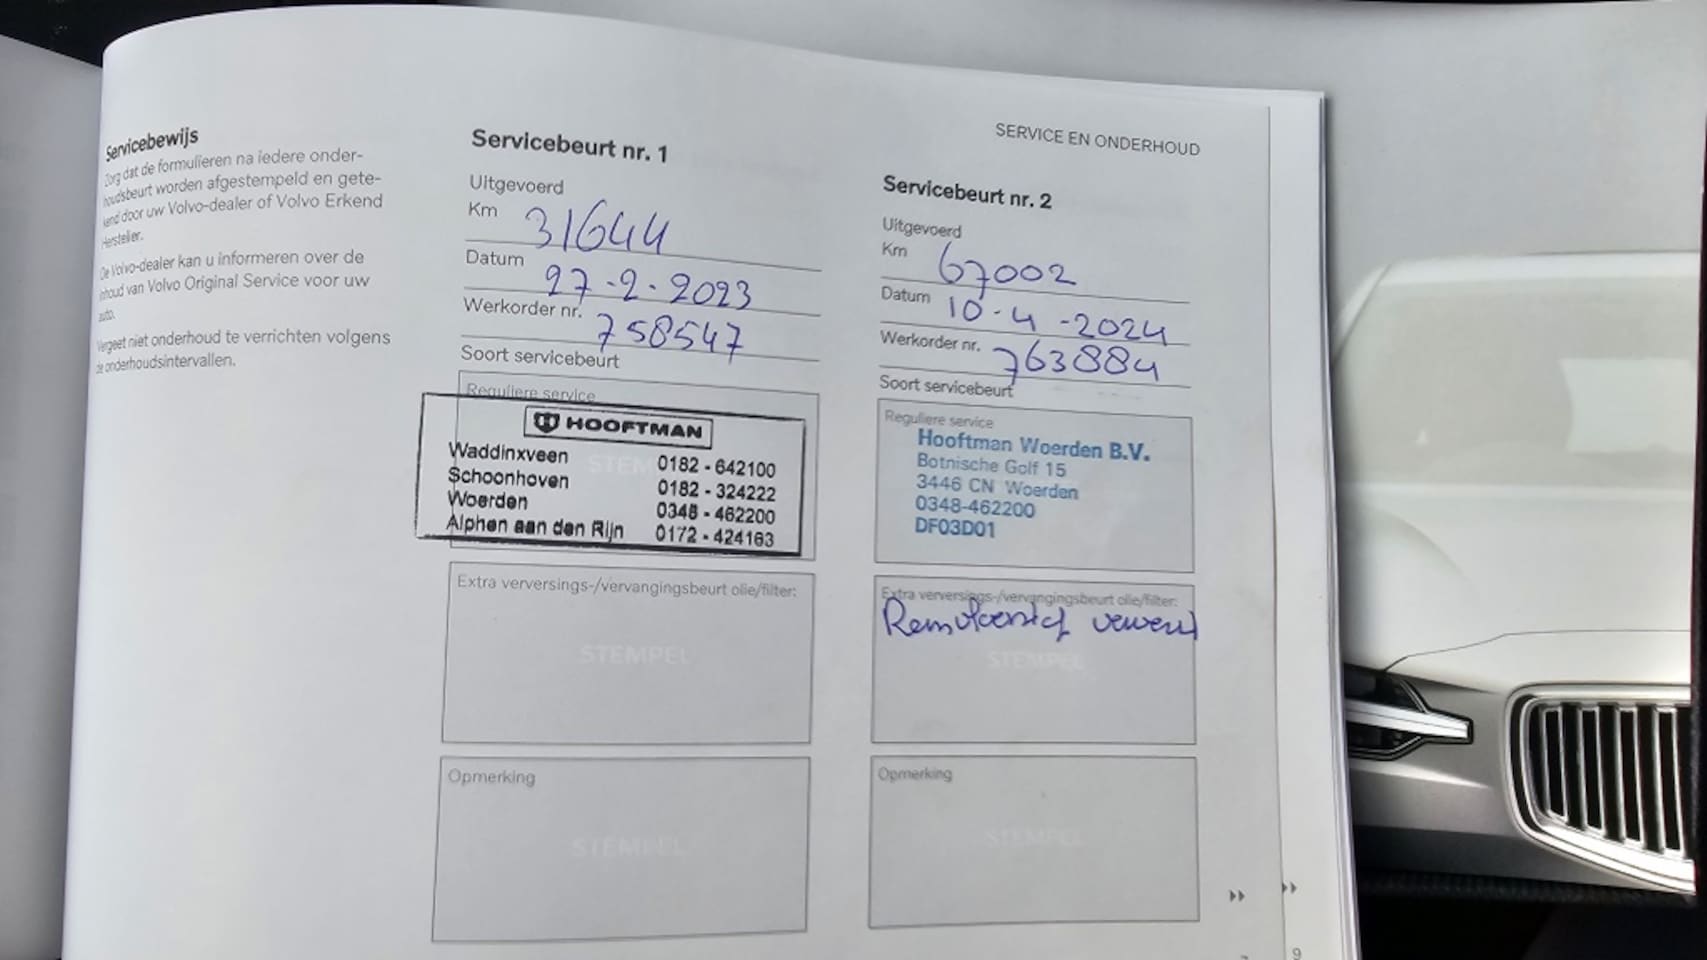 Servicebewijs
Zorg dat de formulieren na iedere onder-
houdsbeurt worden afgestempeld en gete-
kend door uw Volvo-dealer of Volvo Erkend
Hersteller.
De Volvo-dealer kan u informeren over de
inhoud van Volvo Original Service voor uw
auto.
Vergeet niet onderhoud te verrichten volgens
de onderhoudsintervallen.
Servicebeurt nr. 1
Uitgevoerd
Km 31644
Datum 27-2-2023
Werkorder nr. 758547
Soort servicebeurt
Reguliere service
HOOFTMAN
Waddinxveen 0182 - 642100
Schoonhoven 0182 - 324222
Woerden 0348 - 462200
Alphen aan den Rijn 0172 - 424163
Extra verversings-/vervangingsbeurt olie/filter:
STEMPEL
Opmerking
STEMPEL
SERVICE EN ONDERHOUD
Servicebeurt nr. 2
Uitgevoerd
Km 67002
Datum 10-4-2024
Werkorder nr. 763884
Soort servicebeurt
Reguliere service
Hooftman Woerden B.V.
Botnische Golf 15
3446 CN Woerden
0348-462200
DF03D01
Extra verversings-/vervangingsbeurt olie/filter:
Remvloeistof ververst
STEMPEL
Opmerking
STEMPEL
9